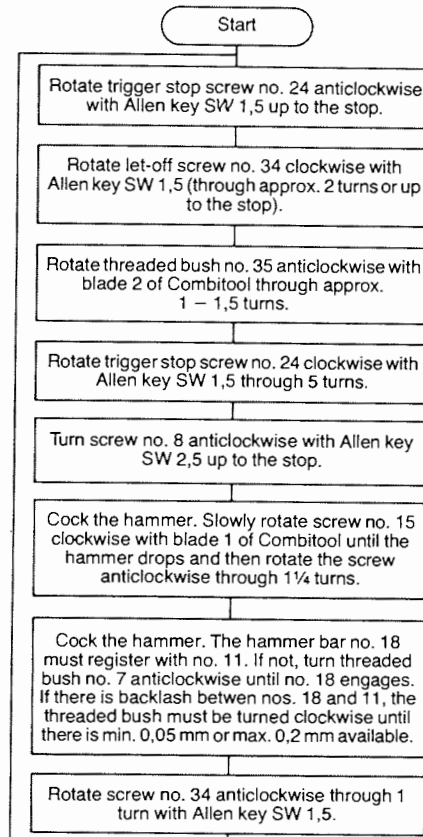 Start
Rotate trigger stop screw no. 24 anticlockwise
with Allen key SW 1,5 up to the stop.
Rotate let-off screw no. 34 clockwise with
Allen key SW 1,5 (through approx. 2 turns or up
to the stop).
Rotate threaded bush no. 35 anticlockwise with
blade 2 of Combitool through approx.
1 – 1,5 turns.
Rotate trigger stop screw no. 24 clockwise with
Allen key SW 1,5 through 5 turns.
Turn screw no. 8 anticlockwise with Allen key
SW 2,5 up to the stop.
Cock the hammer. Slowly rotate screw no. 15
clockwise with blade 1 of Combitool until the
hammer drops and then rotate the screw
anticlockwise through 1¼ turns.
Cock the hammer. The hammer bar no. 18
must register with no. 11. If not, turn threaded
bush no. 7 anticlockwise until no. 18 engages.
If there is backlash betwen nos. 18 and 11, the
threaded bush must be turned clockwise until
there is min. 0,05 mm or max. 0,2 mm available.
Rotate screw no. 34 anticlockwise through 1
turn with Allen key SW 1,5.